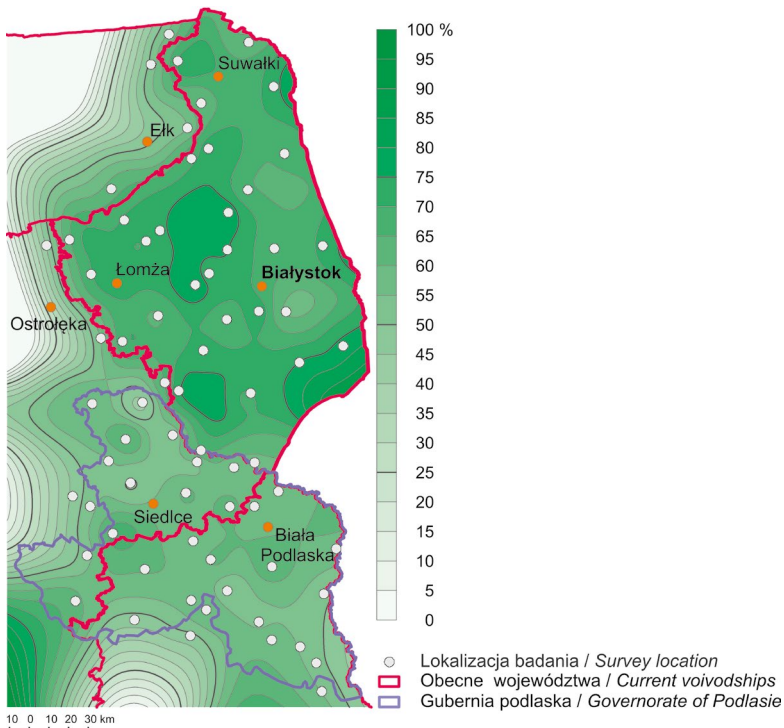 Suwałki
Ełk
Łomża
Białystok
Ostrołęka
Siedlce
Biała
Podlaska
100 %
95
90
85
80
75
70
65
60
55
50
45
40
35
30
25
20
15
10
5
0
Lokalizacja badania / Survey location
Obecne województwa / Current voivodships
Gubernia podlaska / Governorate of Podlasie
10 0 10 20 30 km